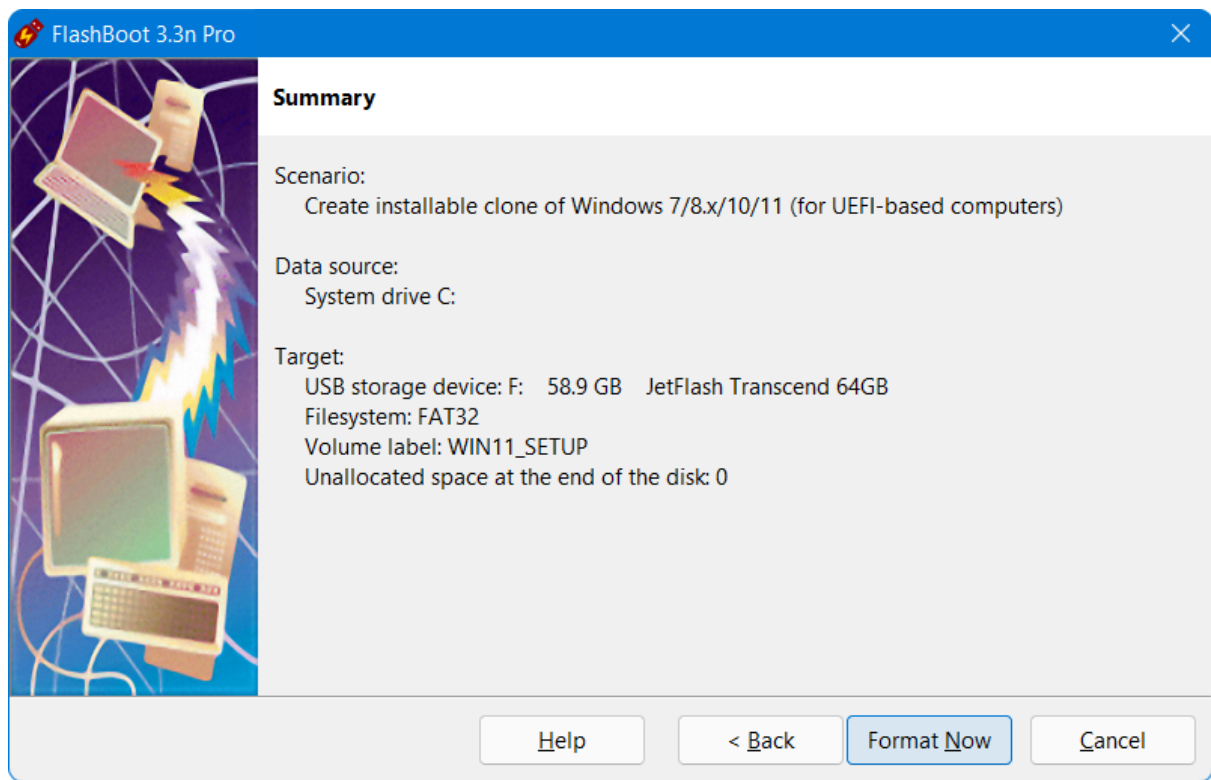 FlashBoot 3.3n Pro
Summary
Scenario:
Create installable clone of Windows 7/8.x/10/11 (for UEFI-based computers)
Data source:
System drive C:
Target:
USB storage device: F: 58.9 GB JetFlash Transcend 64GB
Filesystem: FAT32
Volume label: WIN11_SETUP
Unallocated space at the end of the disk: 0
Help
< Back
Format Now
Cancel